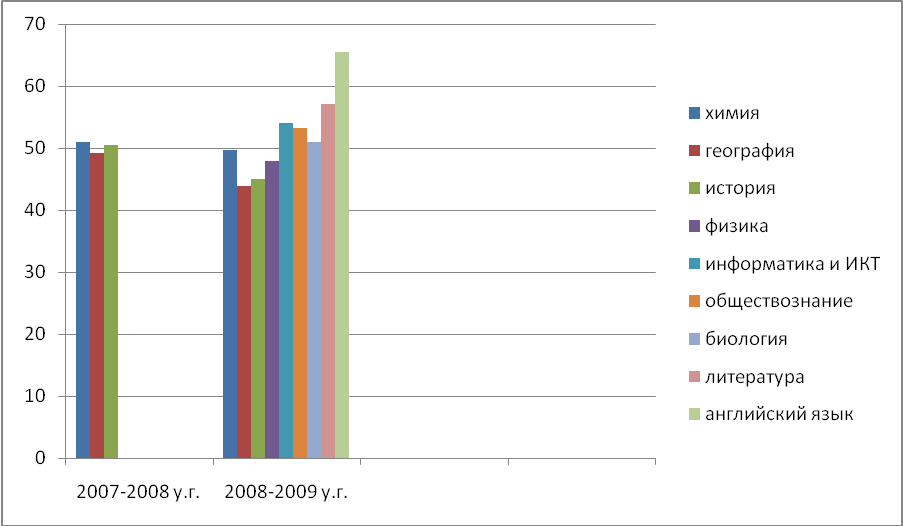 70
60
50
40
30
20
10
0
2007-2008 у.г.
2008-2009 у.г.
химия
география
история
физика
информатика и ИКТ
обществознание
биология
литература
английский язык